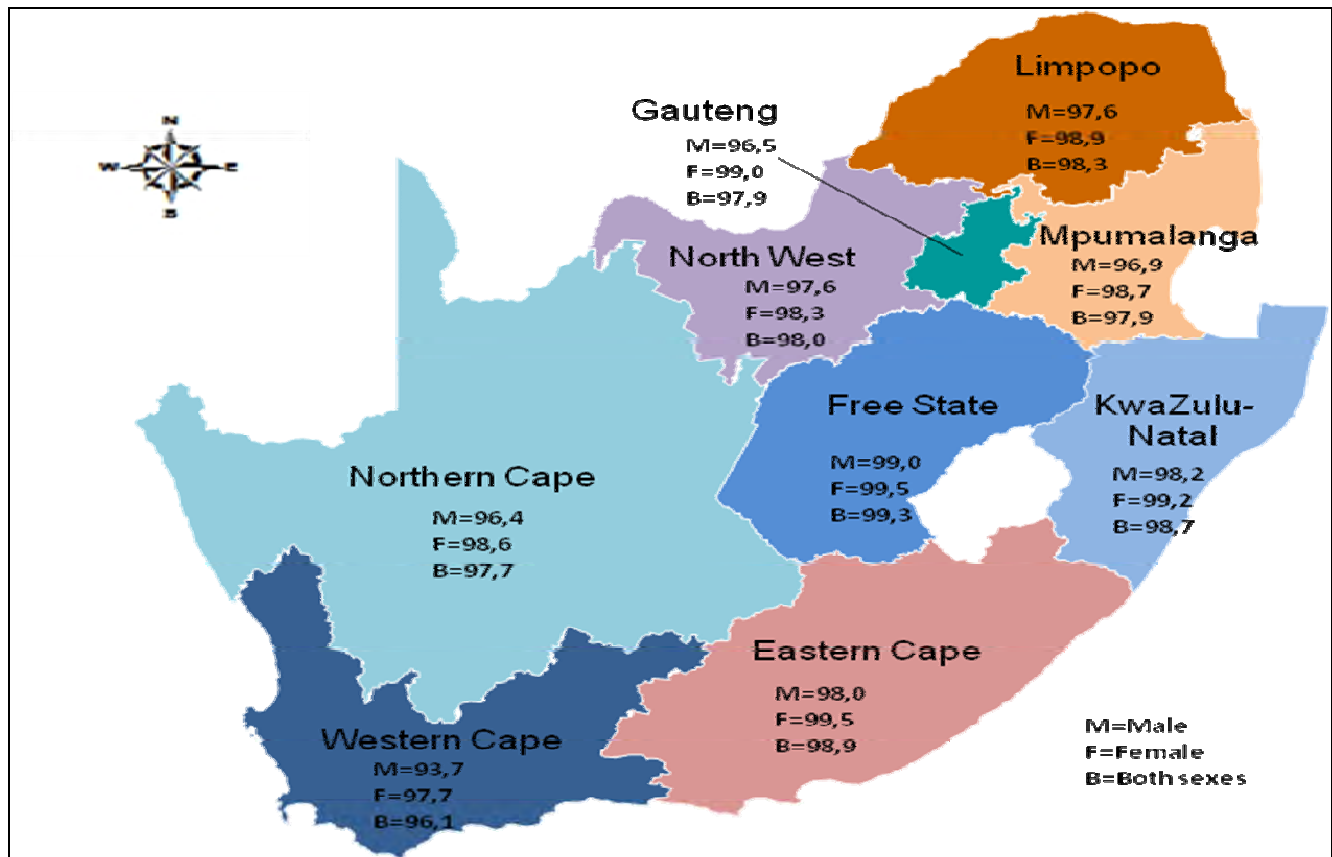 N
W
E
S
Limpopo
M=97,6
F=98,9
B=98,3
Gauteng
M=96,5
F=99,0
B=97,9
Mpumalanga
M=96,9
F=98,7
B=97,9
North West
M=97,6
F=98,3
B=98,0
Free State
M=99,0
F=99,5
B=99,3
KwaZulu-
Natal
M=98,2
F=99,2
B=98,7
Northern Cape
M=96,4
F=98,6
B=97,7
Eastern Cape
M=98,0
F=99,5
B=98,9
Western Cape
M=93,7
F=97,7
B=96,1
M=Male
F=Female
B=Both sexes